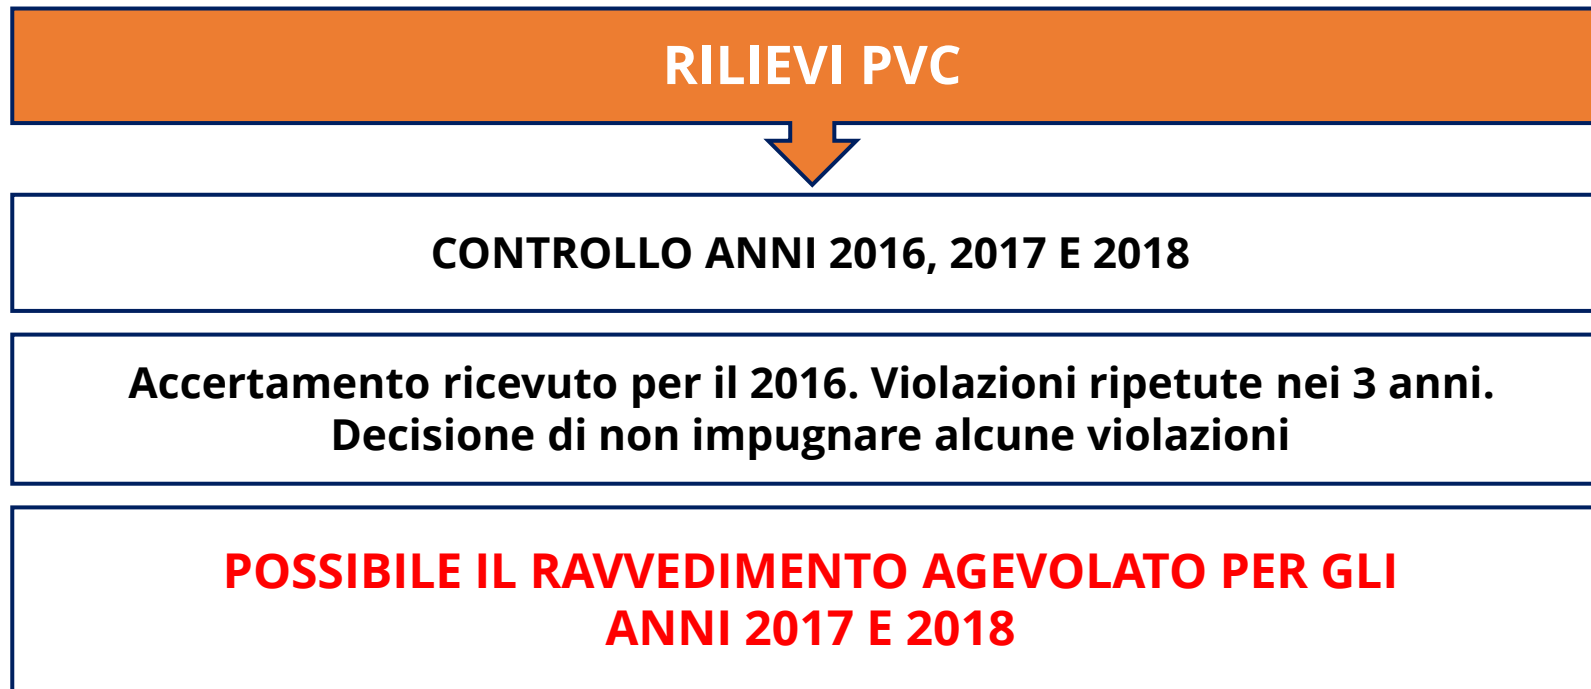 RILIEVI PVC
CONTROLLO ANNI 2016, 2017 E 2018
Accertamento ricevuto per il 2016. Violazioni ripetute nei 3 anni.
Decisione di non impugnare alcune violazioni
POSSIBILE IL RAVVEDIMENTO AGEVOLATO PER GLI
ANNI 2017 E 2018